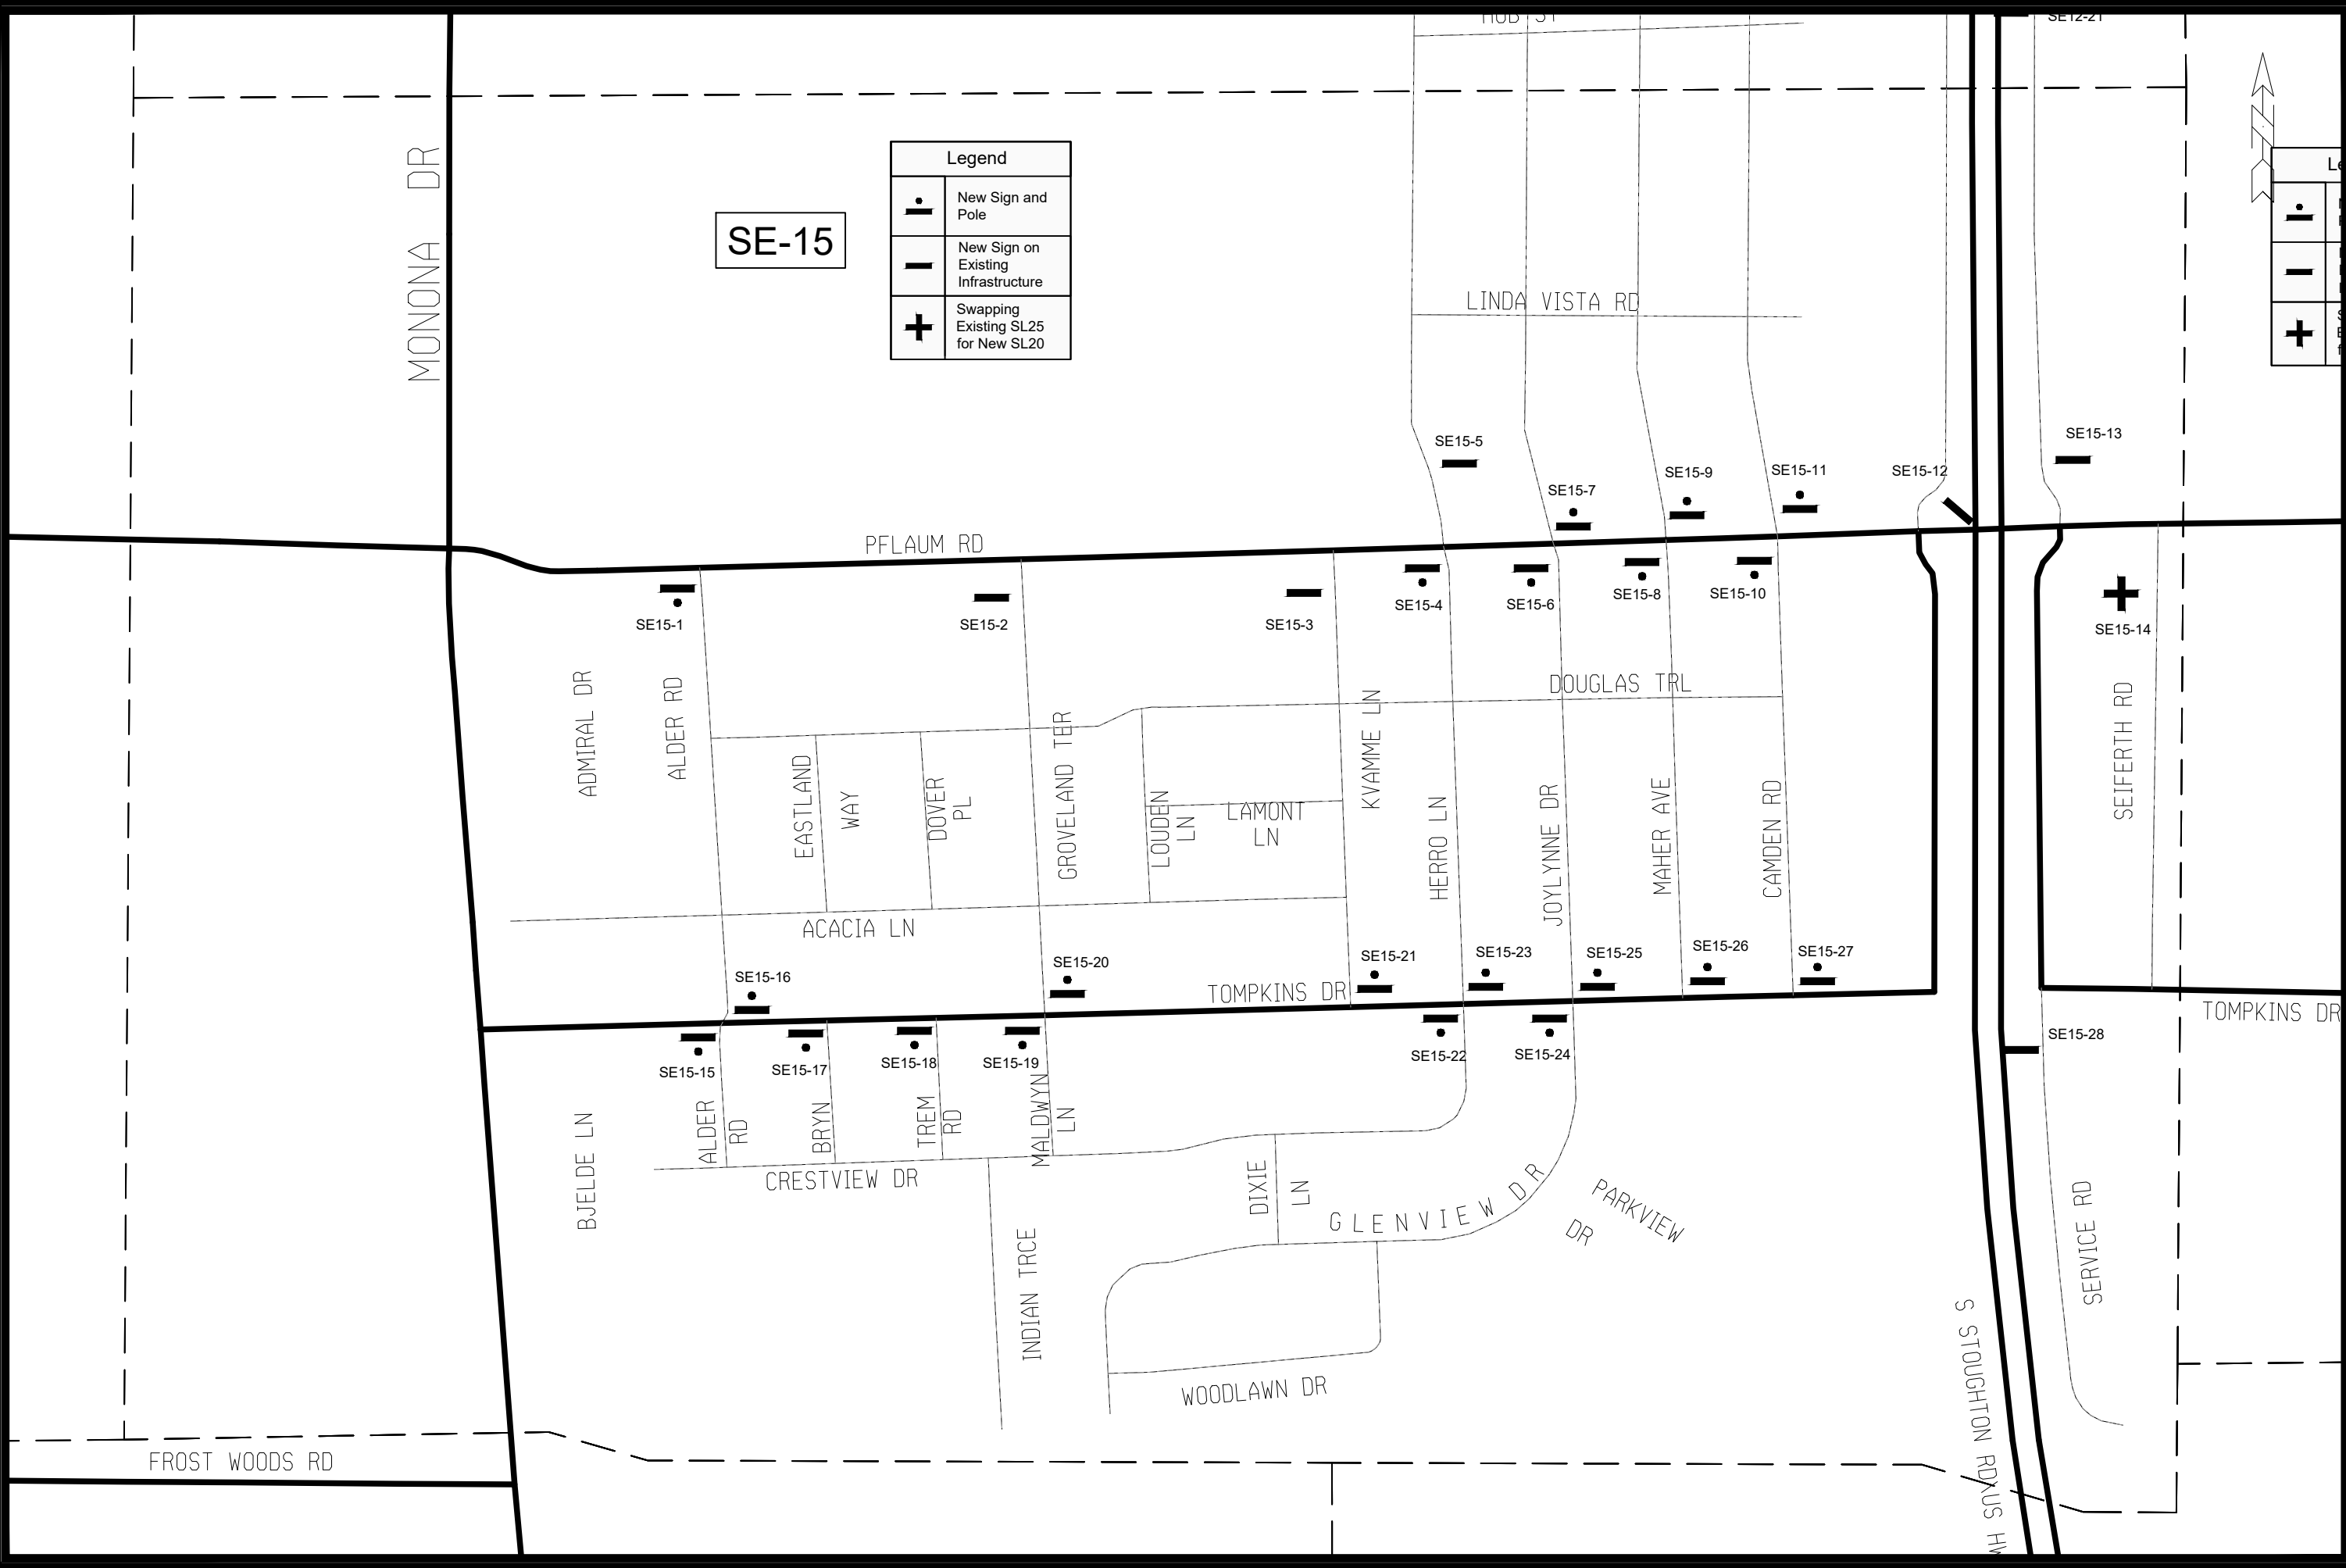 SE12-21
MONONA DR
SE-15
Legend
New Sign and
Pole
New Sign on
Existing
Infrastructure
Swapping
Existing SL25
for New SL20
LINDA VISTA RD
SE15-5
SE15-7
SE15-9
SE15-11
SE15-12
SE15-13
PFLAUM RD
SE15-1
SE15-2
SE15-3
SE15-4
SE15-6
SE15-8
SE15-10
SE15-14
ADMIRAL DR
ALDER RD
EASTLAND
WAY
DOVER
PL
GROVELAND TER
LOUDEN
LN
LAMONT
LN
KVAMME LN
DOUGLAS TRL
HERRO LN
JOYLYNNE DR
MAHER AVE
CAMDEN RD
SEIFERTH RD
ACACIA LN
SE15-16
SE15-20
SE15-21
SE15-23
SE15-25
SE15-26
SE15-27
TOMPKINS DR
TOMPKINS DR
SE15-15
SE15-17
SE15-18
SE15-19
SE15-22
SE15-24
SE15-28
BJELDE LN
ALDER
RD
BRYN
TREM
RD
MALDWYN
LN
CRESTVIEW DR
INDIAN TRCE
DIXIE
LN
GLENVIEW DR
PARKVIEW
DR
WOODLAWN DR
SERVICE RD
S STOUGHTON RD
FROST WOODS RD